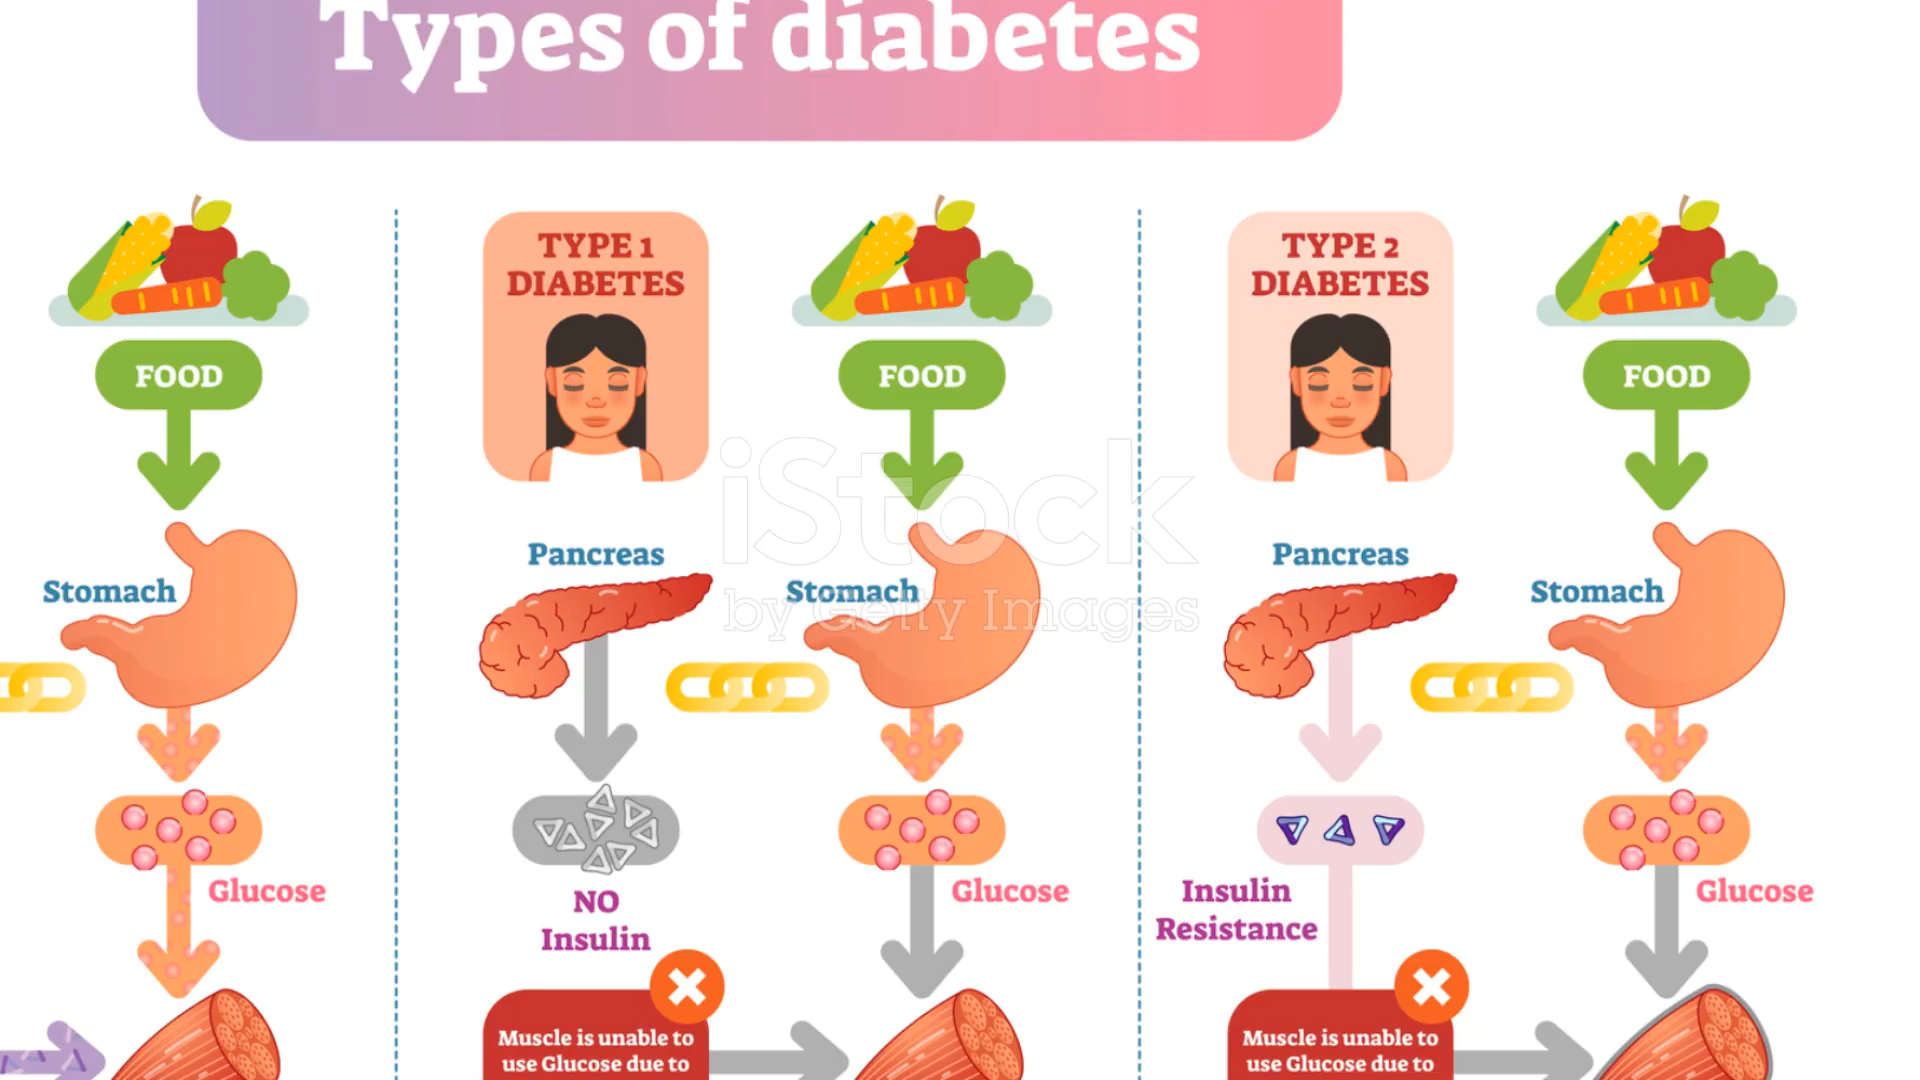 Types of diabetes
FOOD
Stomach
Glucose
TYPE 1
DIABETES
FOOD
Pancreas
Stomach
NO
Insulin
Glucose
Muscle is unable to
use Glucose due to
TYPE 2
DIABETES
FOOD
Pancreas
Stomach
Insulin
Resistance
Glucose
Muscle is unable to
use Glucose due to
iStock
by Getty Images